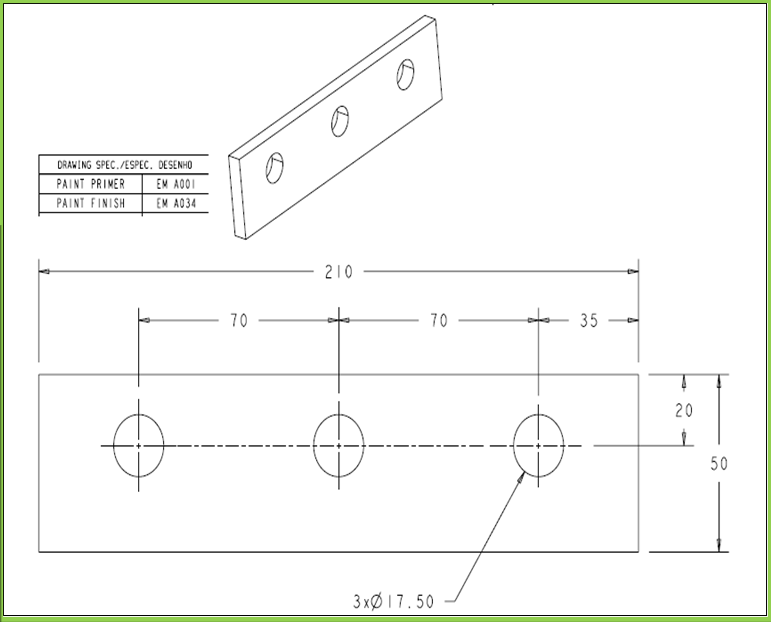 DRAWING SPEC./ESPEC. DESENHO
PAINT PRIMER EM A001
PAINT FINISH EM A034
210
70 70 35
20
50
3xØ17.50